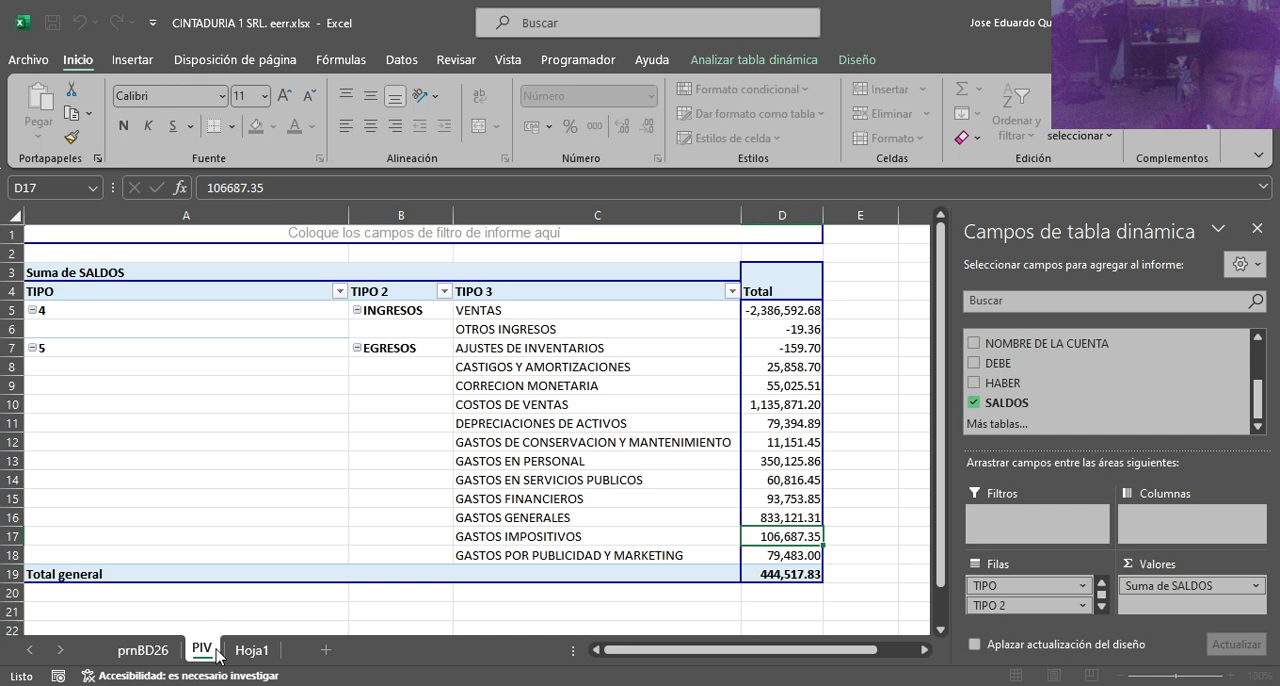 CINTADURIA 1 SRL. eerr.xlsx - Excel
Buscar
Jose Eduardo Qu
Archivo Inicio Insertar Disposición de página Fórmulas Datos Revisar Vista Programador Ayuda Analizar tabla dinámica Diseño
Pegar
Calibri 11
N K S
Número
% 000
Formato condicional
Dar formato como tabla
Estilos de celda
Insertar
Eliminar
Formato
Ordenar y
filtrar
seleccionar
Portapapeles Fuente Alineación Número Estilos Celdas Edición Complementos
D17 fx 106687.35
A B C D E
1 Coloque los campos de filtro de informe aquí
2
3 Suma de SALDOS
4 TIPO TIPO 2 TIPO 3 Total
5 4 INGRESOS VENTAS -2,386,592.68
6 OTROS INGRESOS -19.36
7 5 EGRESOS AJUSTES DE INVENTARIOS -159.70
8 CASTIGOS Y AMORTIZACIONES 25,858.70
9 CORRECION MONETARIA 55,025.51
10 COSTOS DE VENTAS 1,135,871.20
11 DEPRECIACIONES DE ACTIVOS 79,394.89
12 GASTOS DE CONSERVACION Y MANTENIMIENTO 11,151.45
13 GASTOS EN PERSONAL 350,125.86
14 GASTOS EN SERVICIOS PUBLICOS 60,816.45
15 GASTOS FINANCIEROS 93,753.85
16 GASTOS GENERALES 833,121.31
17 GASTOS IMPOSITIVOS 106,687.35
18 GASTOS POR PUBLICIDAD Y MARKETING 79,483.00
19 Total general 444,517.83
20
21
22
Campos de tabla dinámica
Seleccionar campos para agregar al informe:
Buscar
NOMBRE DE LA CUENTA
DEBE
HABER
SALDOS
Más tablas...
Arrastrar campos entre las áreas siguientes:
Filtros Columnas
Filas Σ Valores
TIPO Suma de SALDOS
TIPO 2
Aplazar actualización del diseño Actualizar
prnBD26 PIV Hoja1
Listo Accesibilidad: es necesario investigar 100%